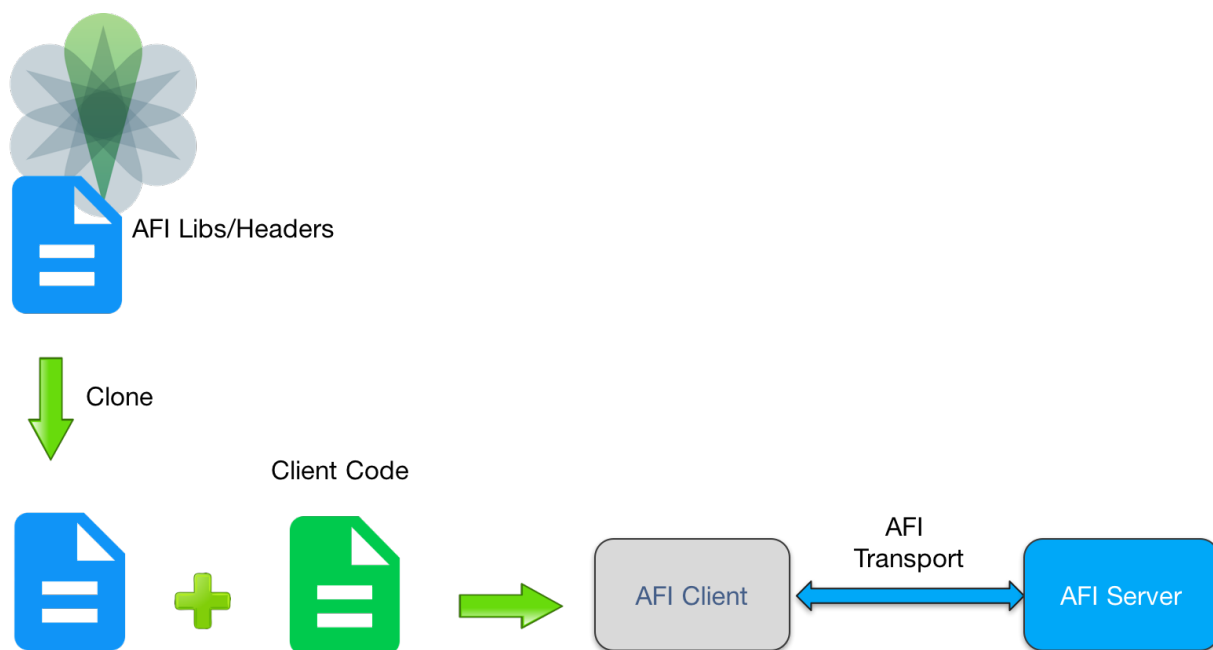 AFI Libs/Headers
Clone
Client Code
AFI
Transport
AFI Client
AFI Server